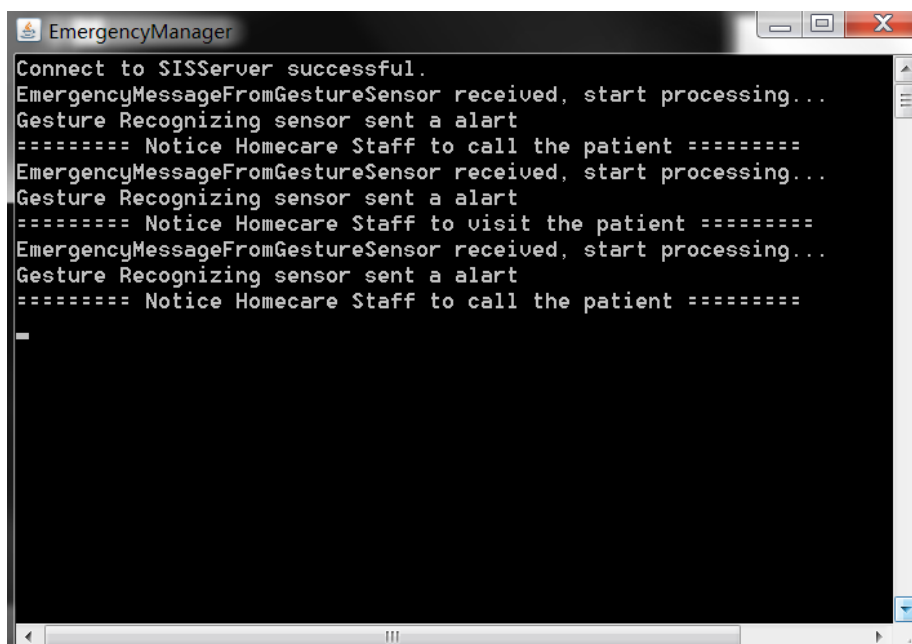 EmergencyManager
Connect to SISServer successful.
EmergencyMessageFromGestureSensor received, start processing...
Gesture Recognizing sensor sent a alart
========= Notice Homecare Staff to call the patient =========
EmergencyMessageFromGestureSensor received, start processing...
Gesture Recognizing sensor sent a alart
========= Notice Homecare Staff to visit the patient =========
EmergencyMessageFromGestureSensor received, start processing...
Gesture Recognizing sensor sent a alart
========= Notice Homecare Staff to call the patient =========